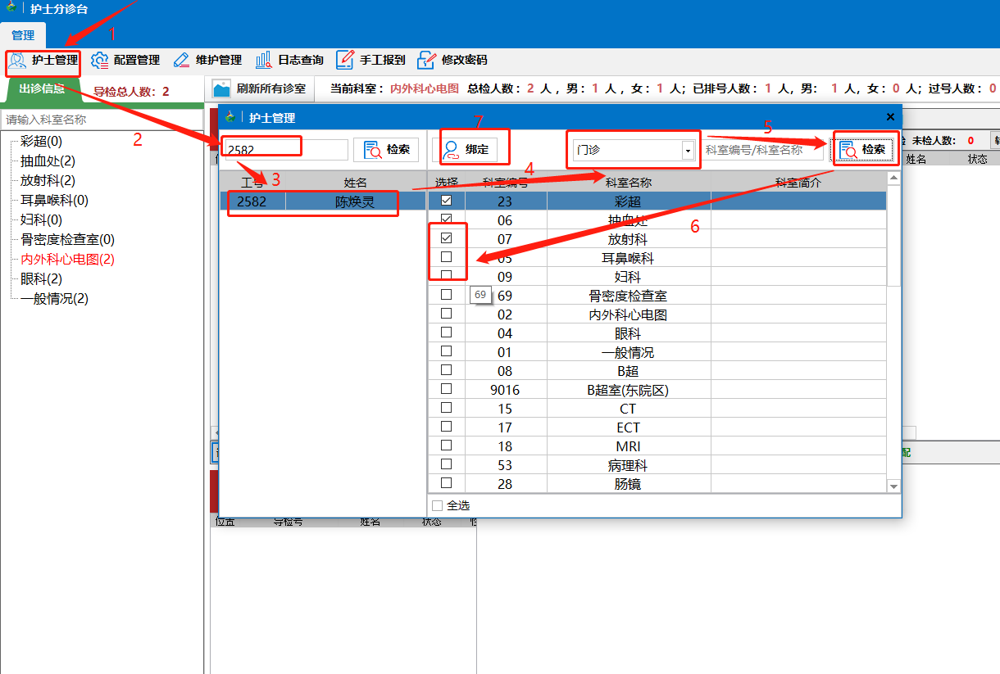 护士分诊台
管理
1
护士管理 配置管理 维护管理 日志查询 手工报到 修改密码
出诊信息 导检总人数: 2
刷新所有诊室 当前科室: 内外科心电图 总检人数: 2 人, 男: 1 人, 女: 1 人; 已排号人数: 1 人, 男: 1 人, 女: 0 人; 过号人数: 0
请输入科室名称
彩超(0)
抽血处(2)
放射科(2)
耳鼻喉科(0)
妇科(0)
骨密度检查室(0)
内外科心电图(2)
眼科(2)
一般情况(2)
2
护士管理
7
5
2582 检索 绑定 门诊 科室编号/科室名称 检索
未检人数: 0
姓名 状态
3
4
6
工号 姓名 选择 科室编号 科室名称 科室简介
2582 陈焕灵
23 彩超
06 抽血处
07 放射科
05 耳鼻喉科
09 妇科
69
69 骨密度检查室
02 内外科心电图
04 眼科
01 一般情况
08 B超
9016 B超室(东院区)
15 CT
17 ECT
18 MRI
53 病理科
28 肠镜
全选
配
位置 导检号 姓名 状态